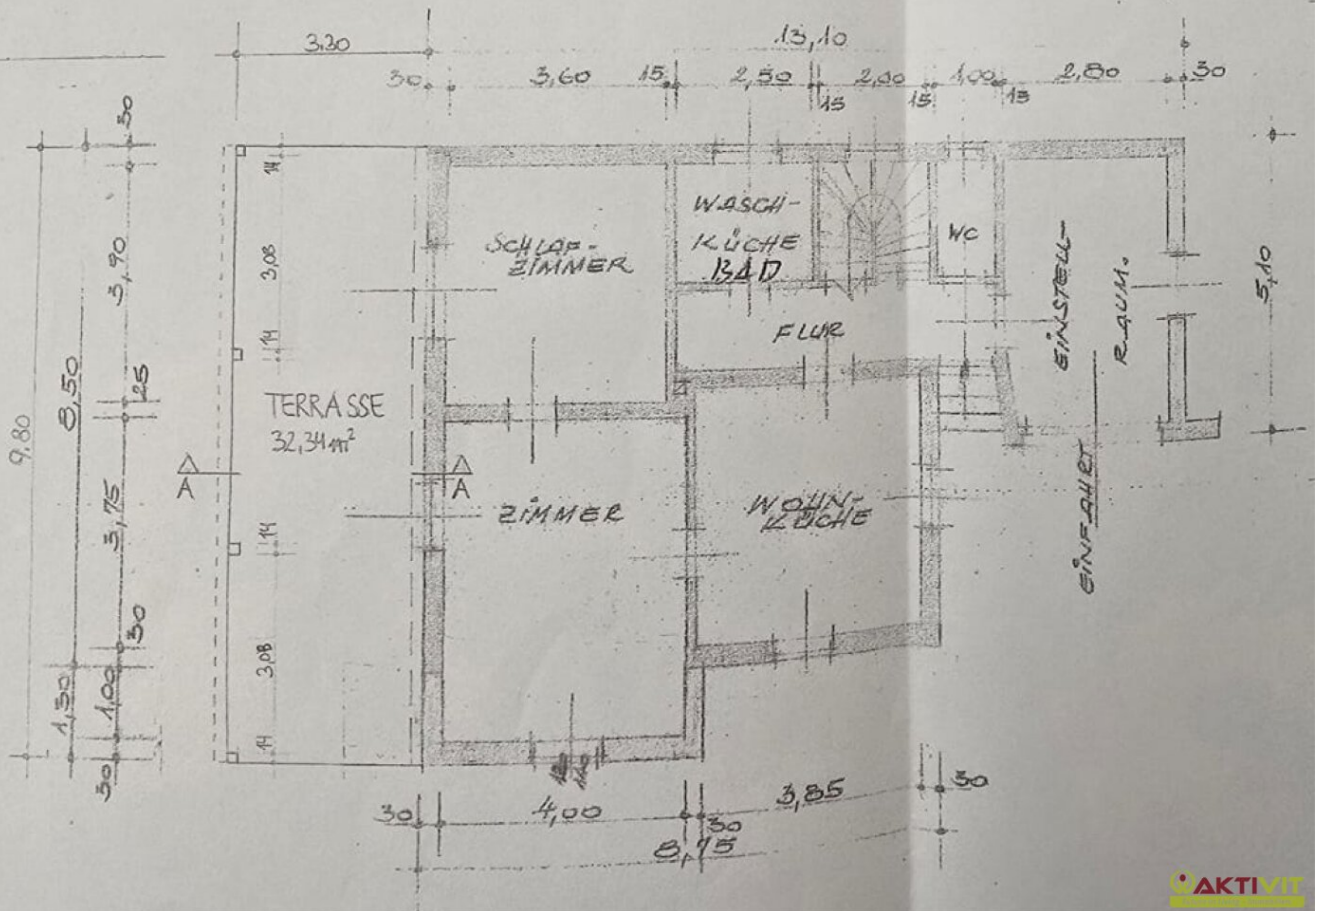 3.30
13,10
30
3,60
15
2,50
15
2,00
15
1,00
15
2,80
30
30
14
WASCH-
KÜCHE
BAD
WC
SCHLAF-
ZIMMER
3,08
3,90
EINSTELL-
RAUM.
5,10
FLUR
14
25
8,50
9,80
TERRASSE
32,34 m²
A
A
3,75
ZIMMER
WOHN-
KÜCHE
EINFAHRT
14
30
3,08
1,30
1,00
14
30
30
4,00
30
3,85
30
8,75
AKTIVIT